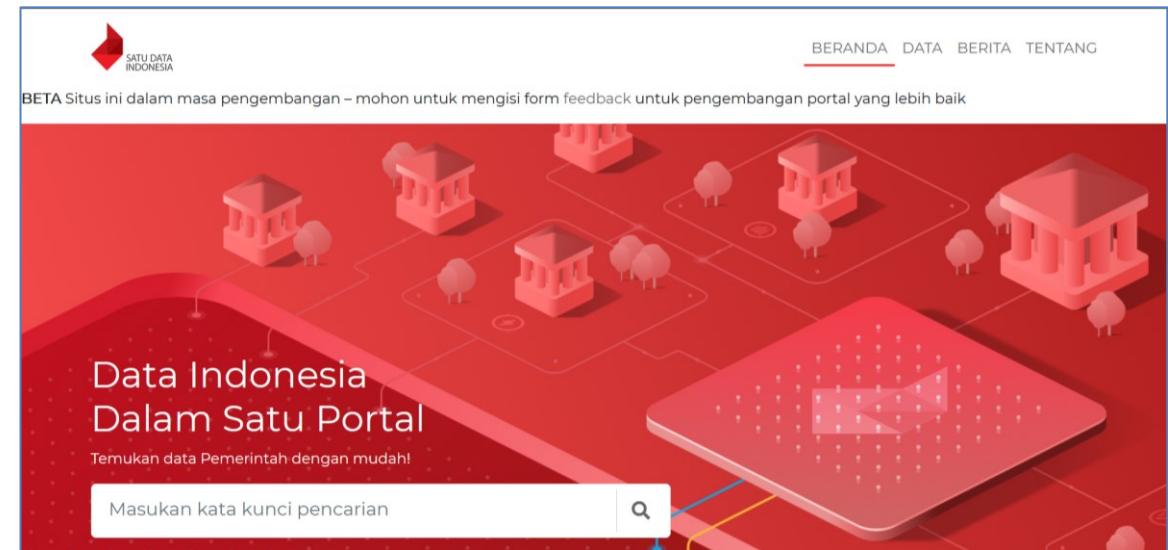 SATU DATA
INDONESIA
BERANDA DATA BERITA TENTANG
BETA Situs ini dalam masa pengembangan – mohon untuk mengisi form feedback untuk pengembangan portal yang lebih baik
Data Indonesia
Dalam Satu Portal
Temukan data Pemerintah dengan mudah!
Masukan kata kunci pencarian